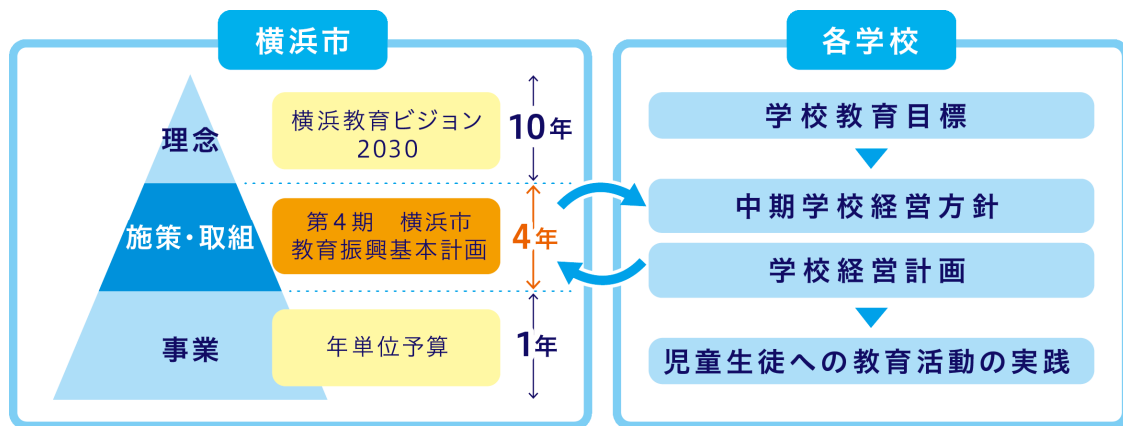 横浜市
理念
横浜教育ビジョン
2030
10年
施策・取組
第4期　横浜市
教育振興基本計画
4年
事業
年単位予算
1年
各学校
学校教育目標
中期学校経営方針
学校経営計画
児童生徒への教育活動の実践